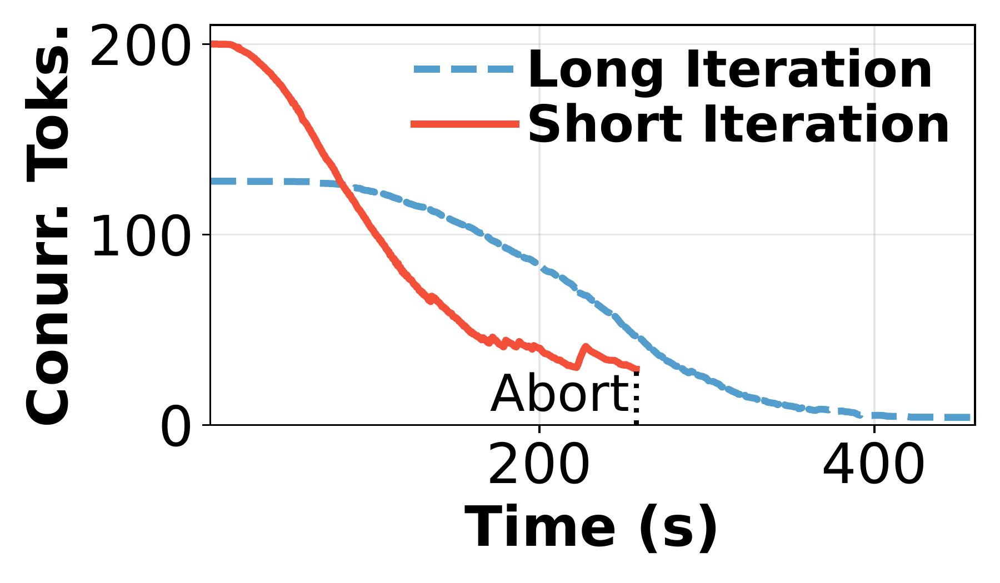 Conurr. Toks.
200
100
0
Long Iteration
Short Iteration
Abort
200
400
Time (s)